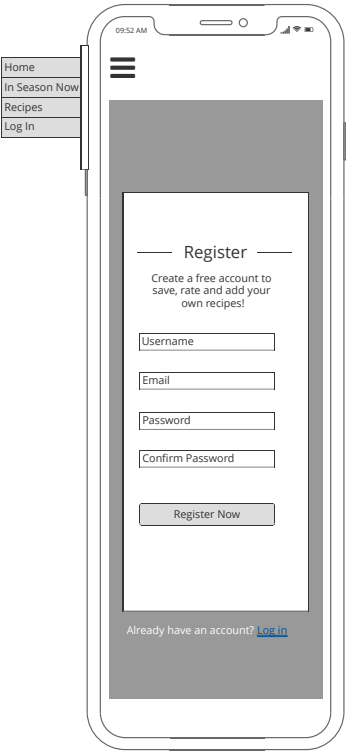 09:52 AM
Home
In Season Now
Recipes
Log In
Register
Create a free account to
save, rate and add your
own recipes!
Username
Email
Password
Confirm Password
Register Now
Already have an account? Log in